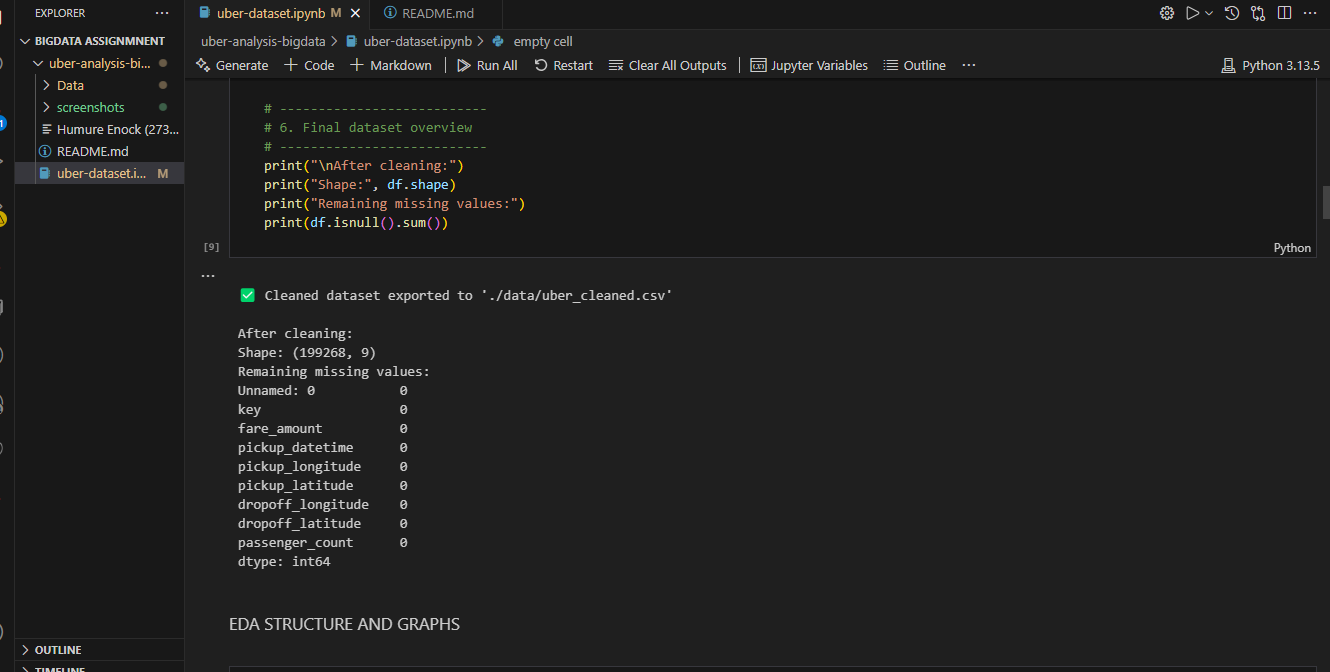 EXPLORER
···
uber-dataset.ipynb M
README.md
BIGDATA ASSIGNMNENT
uber-analysis-bi...
Data
screenshots
Humure Enock (273...
README.md
uber-dataset.i... M
OUTLINE
TIMELINE
uber-analysis-bigdata > uber-dataset.ipynb > empty cell
Generate + Code + Markdown | Run All Restart Clear All Outputs | Jupyter Variables Outline ··· Python 3.13.5
# ---------------------------
# 6. Final dataset overview
# ---------------------------
print("\nAfter cleaning:")
print("Shape:", df.shape)
print("Remaining missing values:")
print(df.isnull().sum())
[9]
Python
...
✅ Cleaned dataset exported to './data/uber_cleaned.csv'
After cleaning:
Shape: (199268, 9)
Remaining missing values:
Unnamed: 0 0
key 0
fare_amount 0
pickup_datetime 0
pickup_longitude 0
pickup_latitude 0
dropoff_longitude 0
dropoff_latitude 0
passenger_count 0
dtype: int64
EDA STRUCTURE AND GRAPHS